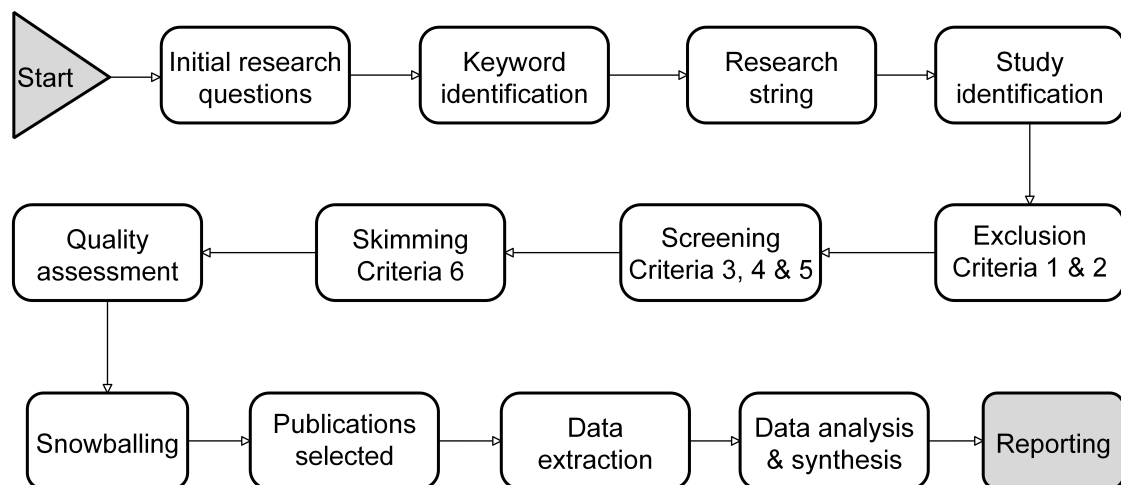 Start
Initial research
questions
Keyword
identification
Research
string
Study
identification
Exclusion
Criteria 1 & 2
Screening
Criteria 3, 4 & 5
Skimming
Criteria 6
Quality
assessment
Snowballing
Publications
selected
Data
extraction
Data analysis
& synthesis
Reporting